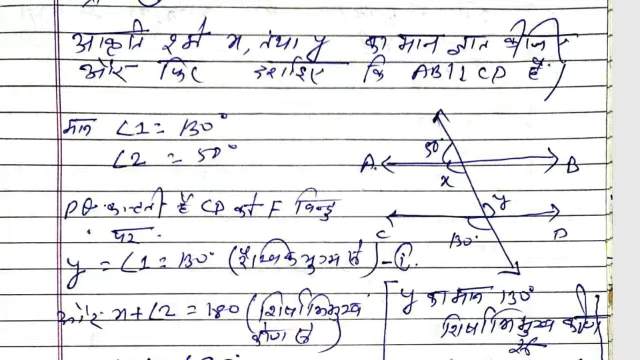 आकृति २ में x, तथा y का मान ज्ञात कीजिए
और फिर दर्शाइए कि AB॥CD है।
माना ∠1 = 130°
∠2 = 50°
50°
A
B
x
y
C
D
130°
PQ काटती है CD को F बिन्दु
पर.
y = ∠1 = 130° -(i)
और x+∠2 = 180 (शिर्षाभिमुख
कोण है)
y का मान 130°
शिर्षाभिमुख कोण
से